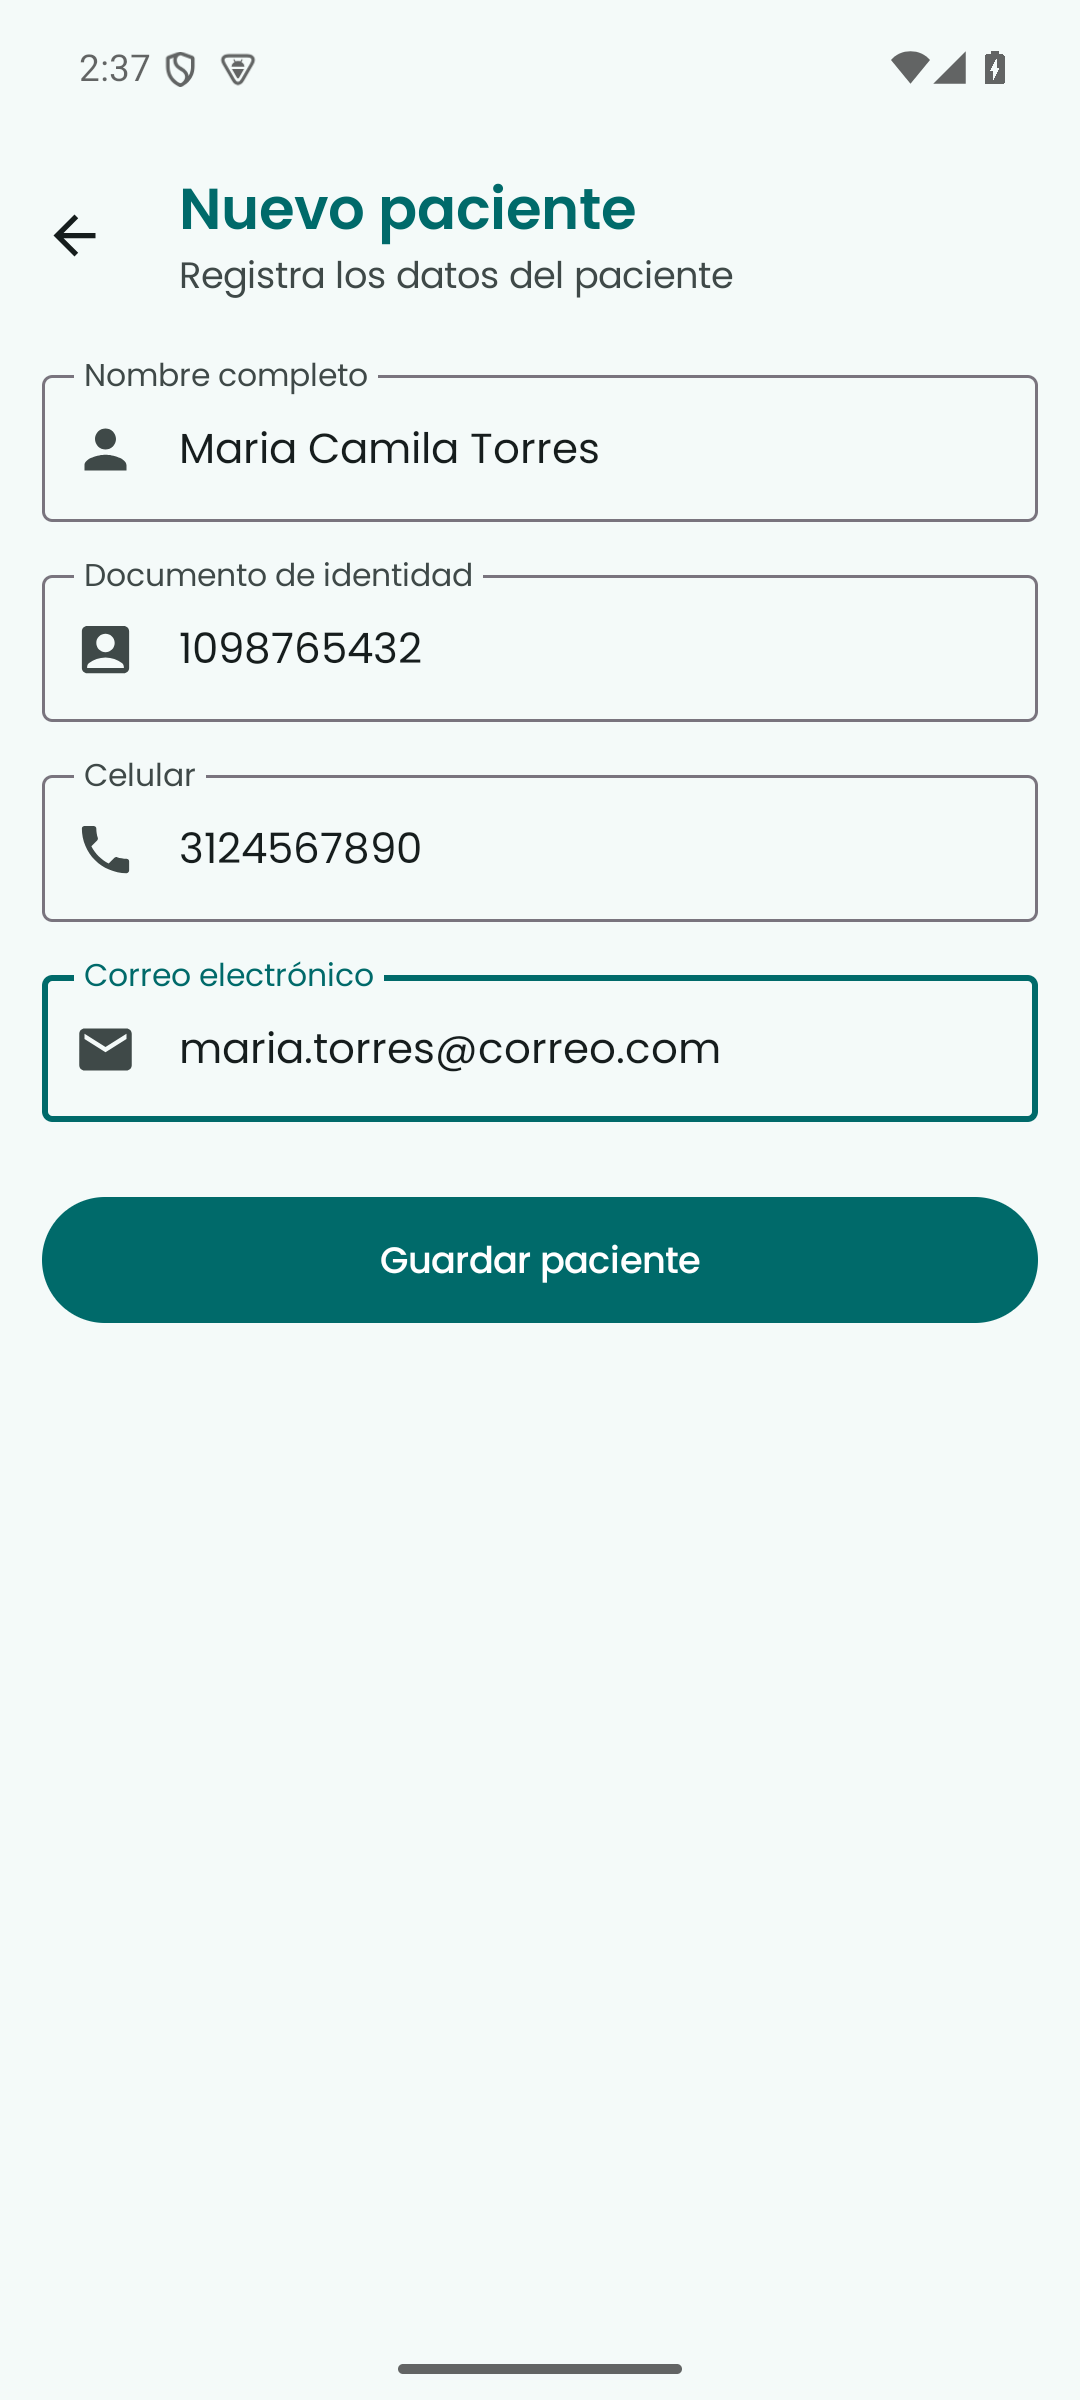 2:37
Nuevo paciente
Registra los datos del paciente
Nombre completo
Maria Camila Torres
Documento de identidad
1098765432
Celular
3124567890
Correo electrónico
maria.torres@correo.com
Guardar paciente